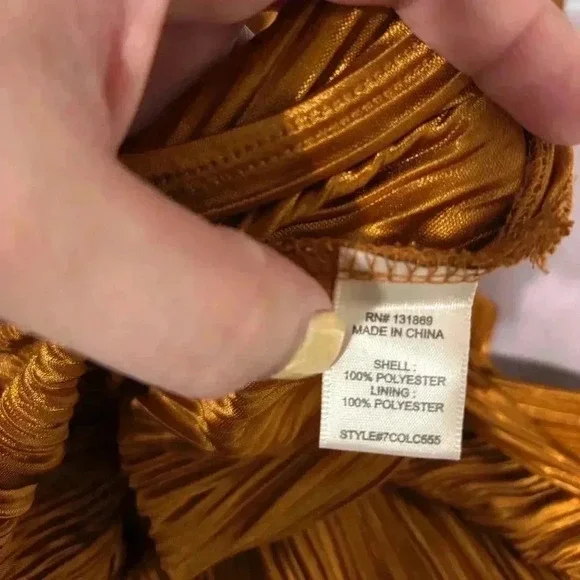 RN# 131869
MADE IN CHINA
SHELL :
100% POLYESTER
LINING :
100% POLYESTER
STYLE#7COLC555